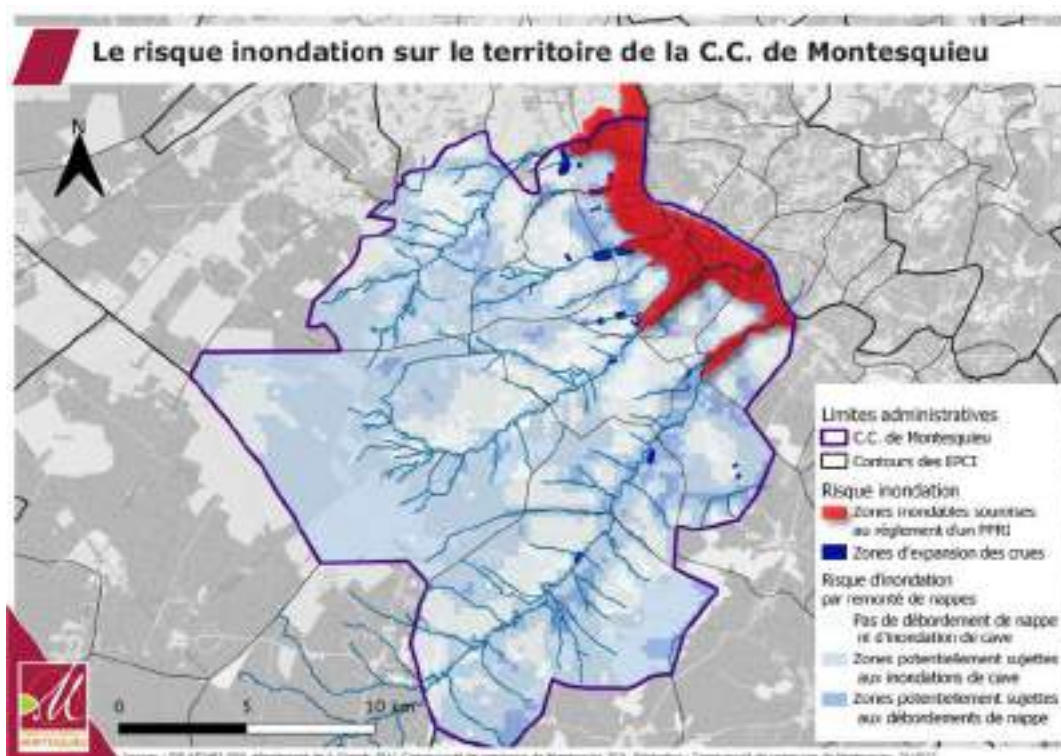 Le risque inondation sur le territoire de la C.C. de Montesquieu
N
Limites administratives
C.C. de Montesquieu
Contours des EPCI
Risque inondation
Zones inondables soumises
au règlement d'un PPRI
Zones d'expansion des crues
Risque d'inondation
par remonté de nappes
Pas de débordement de nappe
ni d'inondation de cave
Zones potentiellement sujettes
aux inondations de cave
Zones potentiellement sujettes
aux débordements de nappe
M
MONTESQUIEU
0 5 10 km